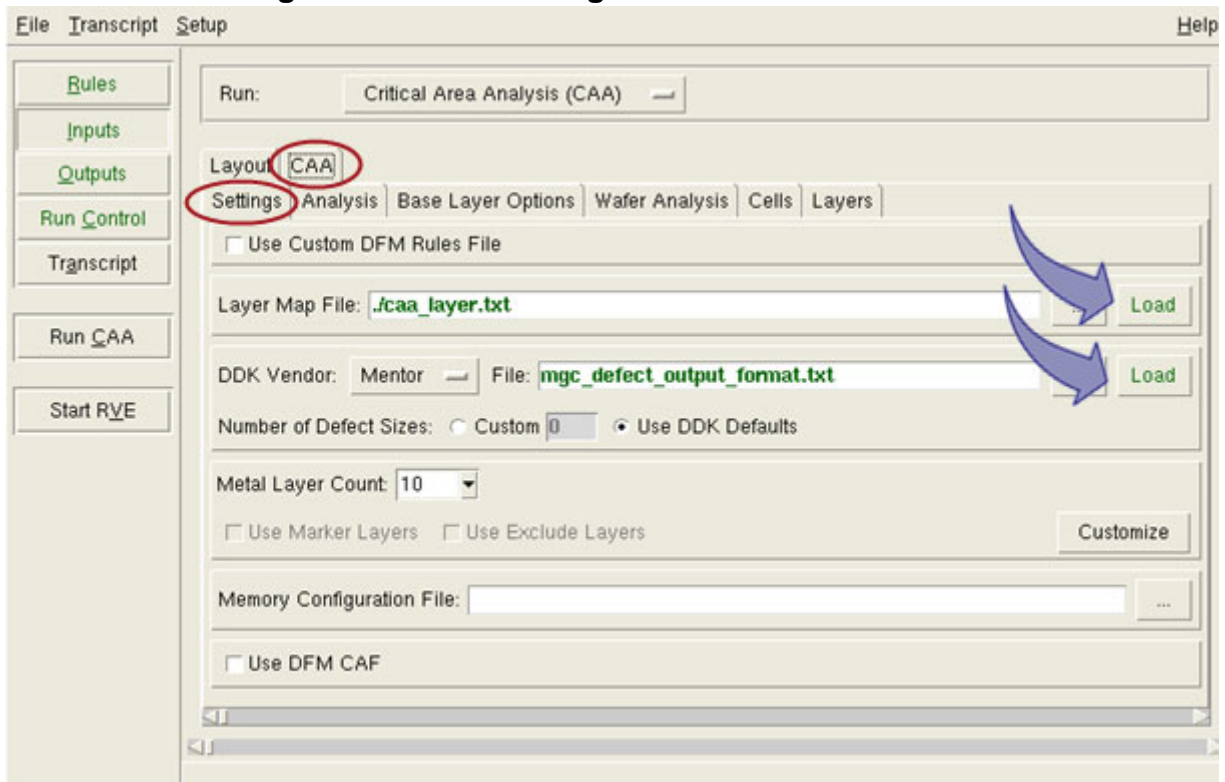 File Transcript Setup Help
Rules
Inputs
Outputs
Run Control
Transcript
Run CAA
Start RVE
Run: Critical Area Analysis (CAA)
Layout CAA
Settings Analysis Base Layer Options Wafer Analysis Cells Layers
Use Custom DFM Rules File
Layer Map File: ./caa_layer.txt ... Load
DDK Vendor: Mentor File: mgc_defect_output_format.txt Load
Number of Defect Sizes: Custom 0 Use DDK Defaults
Metal Layer Count: 10
Use Marker Layers Use Exclude Layers Customize
Memory Configuration File: ...
Use DFM CAF